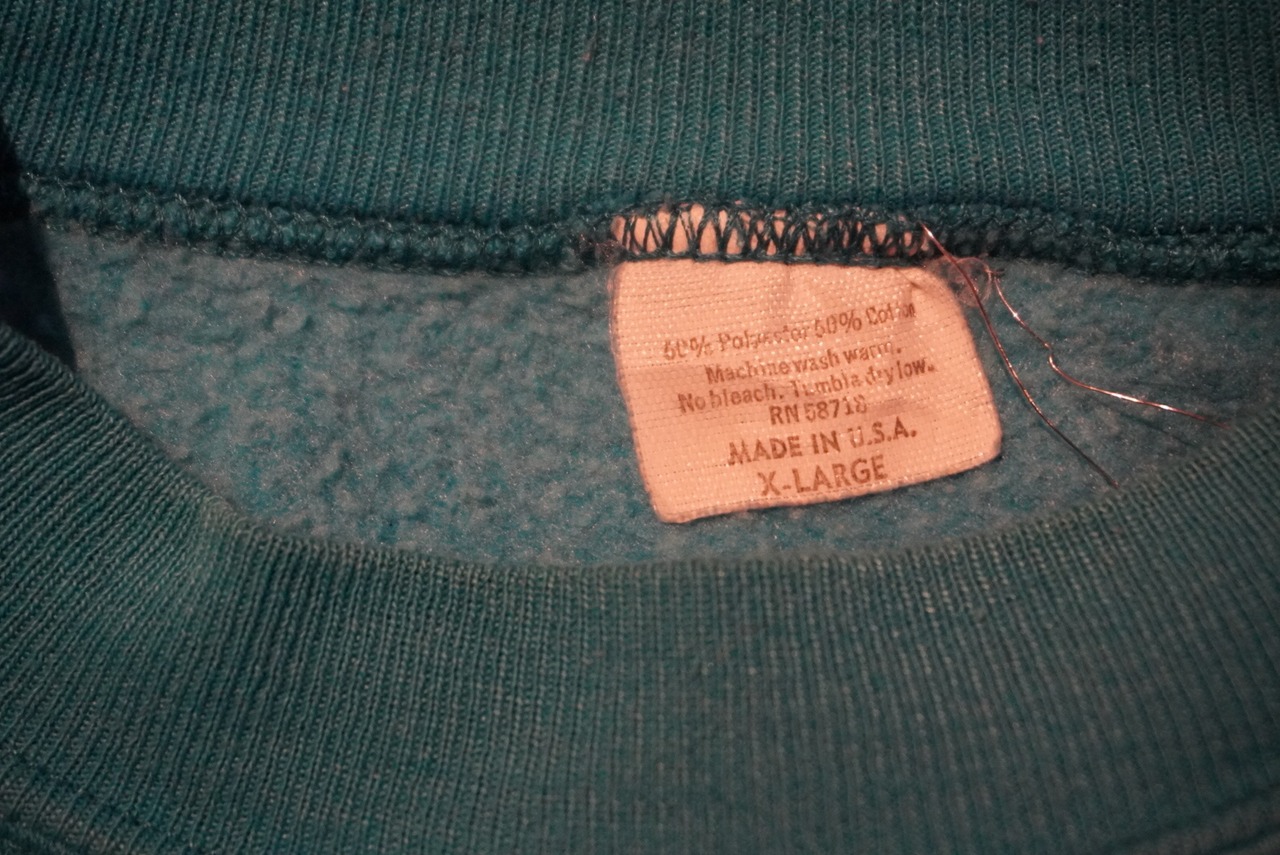 50% Polyester 50% Cotton
Machine wash warm.
No bleach. Tumble dry low.
RN 58718
MADE IN U.S.A.
X-LARGE